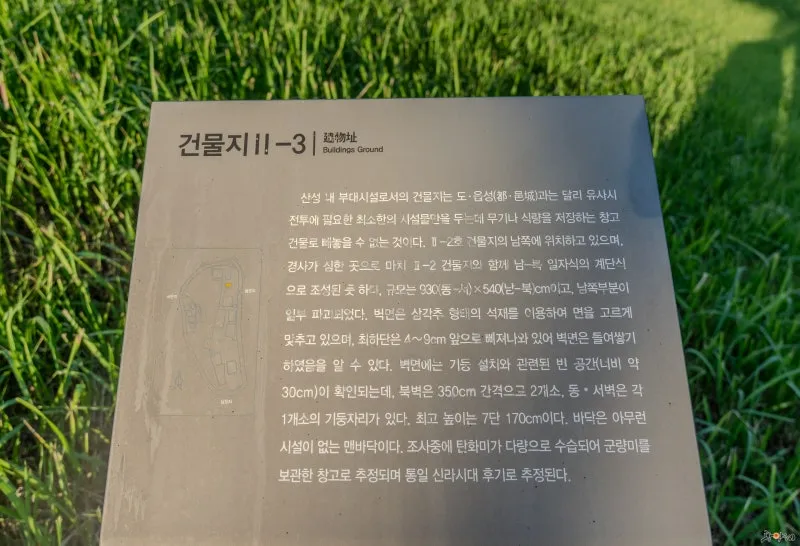 건물지 Ⅱ-3
建物址
Buildings Ground
산성 내 부대시설로서의 건물지는 도·읍성(都·邑城)과는 달리 유사시
전투에 필요한 최소한의 시설물만을 두는데 무기나 식량을 저장하는 창고
건물로 빼놓을 수 없는 것이다. Ⅱ-2호 건물지의 남쪽에 위치하고 있으며,
경사가 심한 곳으로 마치 Ⅱ-2 건물지와 함께 남-북 일자식의 계단식
으로 조성된 듯 하다. 규모는 930(동-서)×540(남-북)cm이고, 남쪽부분이
일부 파괴되었다. 벽면은 삼각추 형태의 석재를 이용하여 면을 고르게
맞추고 있으며, 최하단은 4~9cm 앞으로 빠져나와 있어 벽면은 들여쌓기
하였음을 알 수 있다. 벽면에는 기둥 설치와 관련된 빈 공간(너비 약
30cm)이 확인되는데, 북벽은 350cm 간격으로 2개소, 동·서벽은 각
1개소의 기둥자리가 있다. 최고 높이는 7단 170cm이다. 바닥은 아무런
시설이 없는 맨바닥이다. 조사중에 탄화미가 다량으로 수습되어 군량미를
보관한 창고로 추정되며 통일 신라시대 후기로 추정된다.